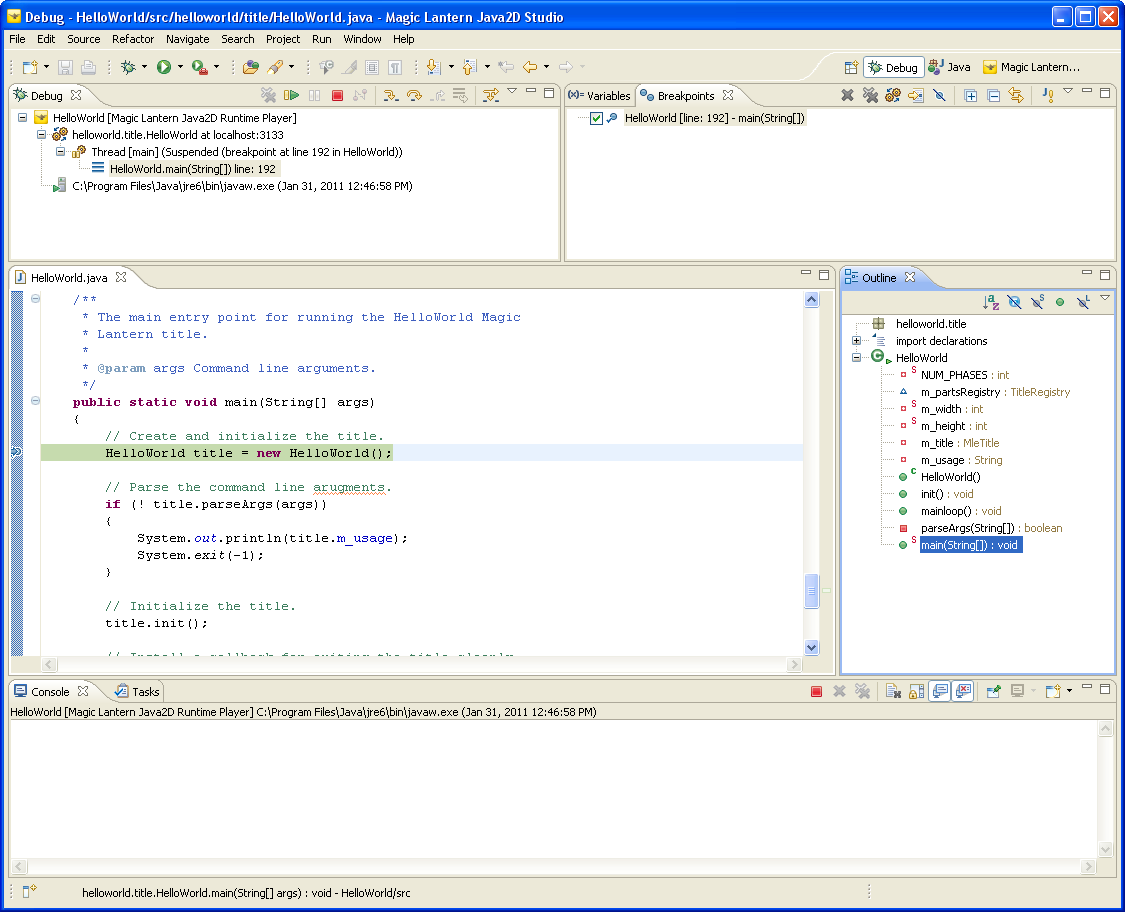 Debug - HelloWorld/src/helloworld/title/HelloWorld.java - Magic Lantern Java2D Studio
File Edit Source Refactor Navigate Search Project Run Window Help
Debug Java Magic Lantern...
Debug
HelloWorld [Magic Lantern Java2D Runtime Player]
helloworld.title.HelloWorld at localhost:3133
Thread [main] (Suspended (breakpoint at line 192 in HelloWorld))
HelloWorld.main(String[]) line: 192
C:\Program Files\Java\jre6\bin\javaw.exe (Jan 31, 2011 12:46:58 PM)
(x)= Variables Breakpoints
HelloWorld [line: 192] - main(String[])
HelloWorld.java
/**
* The main entry point for running the HelloWorld Magic
* Lantern title.
*
* @param args Command line arguments.
*/
public static void main(String[] args)
{
// Create and initialize the title.
HelloWorld title = new HelloWorld();
// Parse the command line arugments.
if (! title.parseArgs(args))
{
System.out.println(title.m_usage);
System.exit(-1);
}
// Initialize the title.
title.init();
// Install a callback for exiting the title cleanly
Outline
helloworld.title
import declarations
HelloWorld
NUM_PHASES : int
m_partsRegistry : TitleRegistry
m_width : int
m_height : int
m_title : MleTitle
m_usage : String
HelloWorld()
init() : void
mainloop() : void
parseArgs(String[]) : boolean
main(String[]) : void
Console Tasks
HelloWorld [Magic Lantern Java2D Runtime Player] C:\Program Files\Java\jre6\bin\javaw.exe (Jan 31, 2011 12:46:58 PM)
helloworld.title.HelloWorld.main(String[] args) : void - HelloWorld/src